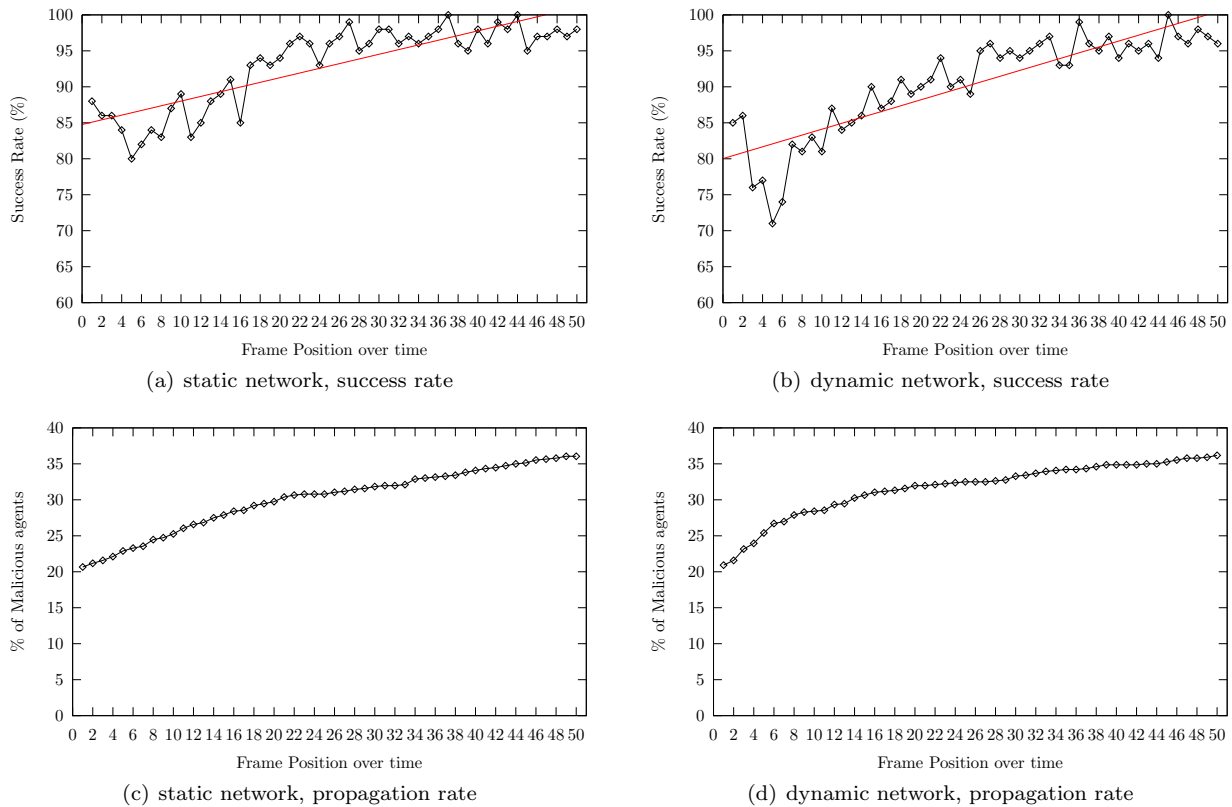 100
95
90
85
80
75
70
65
60
Success Rate (%)
0 2 4 6 8 10 12 14 16 18 20 22 24 26 28 30 32 34 36 38 40 42 44 46 48 50
Frame Position over time
(a) static network, success rate
100
95
90
85
80
75
70
65
60
Success Rate (%)
0 2 4 6 8 10 12 14 16 18 20 22 24 26 28 30 32 34 36 38 40 42 44 46 48 50
Frame Position over time
(b) dynamic network, success rate
40
35
30
25
20
15
10
5
0
% of Malicious agents
0 2 4 6 8 10 12 14 16 18 20 22 24 26 28 30 32 34 36 38 40 42 44 46 48 50
Frame Position over time
(c) static network, propagation rate
40
35
30
25
20
15
10
5
0
% of Malicious agents
0 2 4 6 8 10 12 14 16 18 20 22 24 26 28 30 32 34 36 38 40 42 44 46 48 50
Frame Position over time
(d) dynamic network, propagation rate